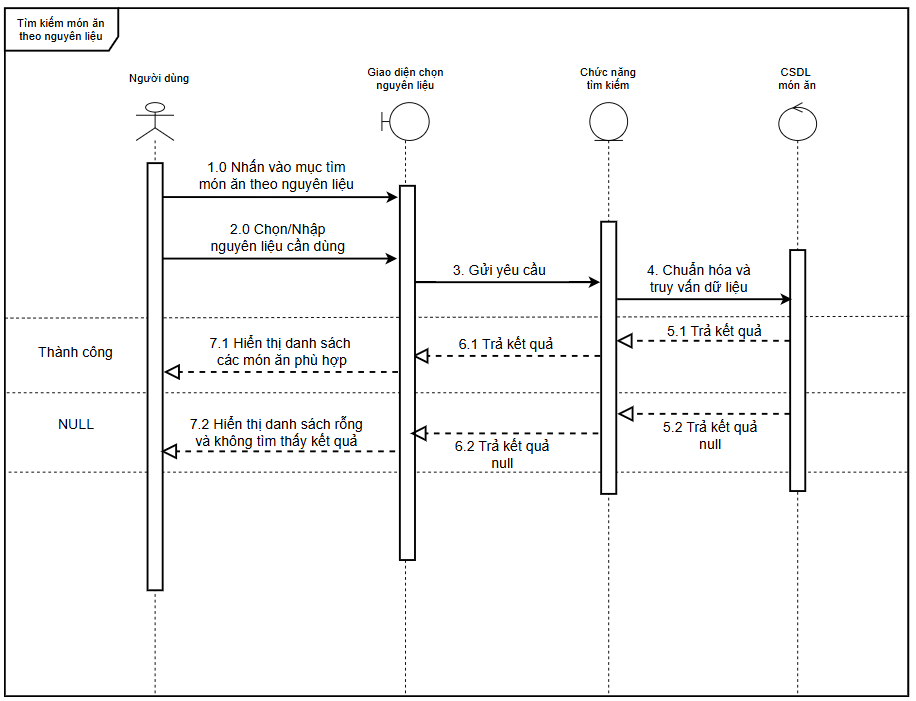 Tìm kiếm món ăn
theo nguyên liệu
Người dùng
Giao diện chọn
nguyên liệu
Chức năng
tìm kiếm
CSDL
món ăn
1.0 Nhấn vào mục tìm
món ăn theo nguyên liệu
2.0 Chọn/Nhập
nguyên liệu cần dùng
3. Gửi yêu cầu
4. Chuẩn hóa và
truy vấn dữ liệu
Thành công
5.1 Trả kết quả
6.1 Trả kết quả
7.1 Hiển thị danh sách
các món ăn phù hợp
NULL
5.2 Trả kết quả
null
6.2 Trả kết quả
null
7.2 Hiển thị danh sách rỗng
và không tìm thấy kết quả